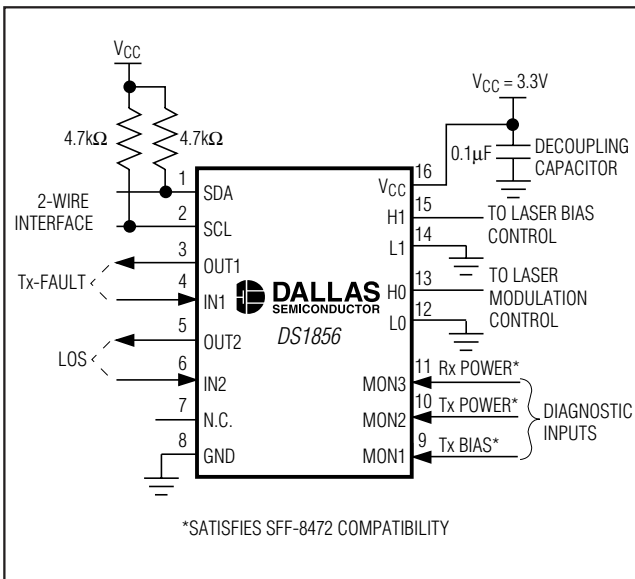 VCC
4.7kΩ 4.7kΩ
VCC = 3.3V
0.1µF
DECOUPLING
CAPACITOR
2-WIRE
INTERFACE
1 SDA
2 SCL
3 OUT1
Tx-FAULT
4 IN1
5 OUT2
LOS
6 IN2
7 N.C.
8 GND
DALLAS
SEMICONDUCTOR
DS1856
16 VCC
15 H1
TO LASER BIAS
CONTROL
14 L1
13 H0
TO LASER
MODULATION
CONTROL
12 L0
11 MON3 Rx POWER*
10 MON2 Tx POWER*
9 MON1 Tx BIAS*
DIAGNOSTIC
INPUTS
*SATISFIES SFF-8472 COMPATIBILITY